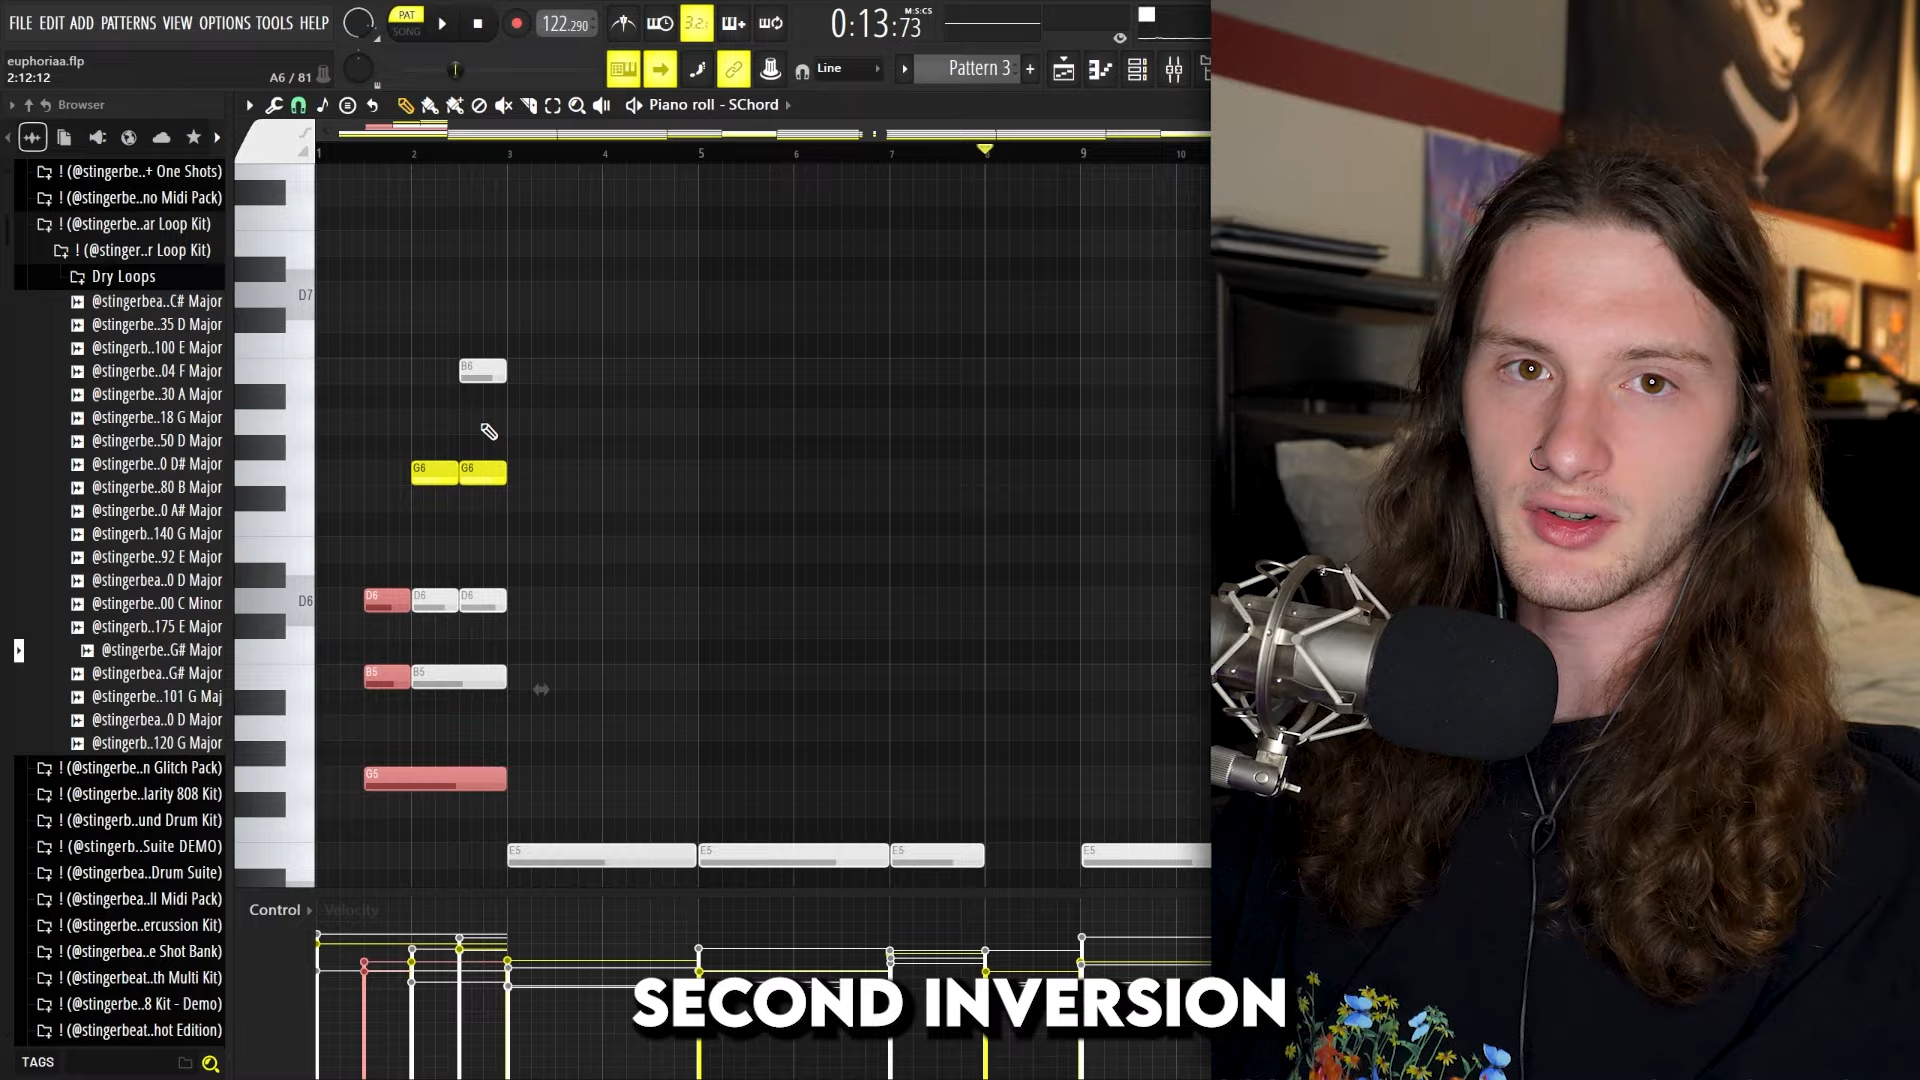 FILE EDIT ADD PATTERNS VIEW OPTIONS TOOLS HELP
PAT
SONG
122.290
3.2:
0:13:73
M:S:CS
euphoriaa.flp
2:12:12
A6 / 81
Line
Pattern 3
+
Browser
Piano roll - SChord
1 2 3 4 5 6 7 8 9 10
! (@stingerbe..+ One Shots)
! (@stingerbe..no Midi Pack)
! (@stingerbe..ar Loop Kit)
! (@stinger..r Loop Kit)
Dry Loops
@stingerbea..C# Major
@stingerbe..35 D Major
@stingerb..100 E Major
@stingerbe..04 F Major
@stingerbe..30 A Major
@stingerbe..18 G Major
@stingerbe..50 D Major
@stingerbe..0 D# Major
@stingerbe..80 B Major
@stingerbe..0 A# Major
@stingerb..140 G Major
@stingerbe..92 E Major
@stingerbea..0 D Major
@stingerbe..00 C Minor
@stingerb..175 E Major
@stingerbe..G# Major
@stingerbea..G# Major
@stingerbe..101 G Maj
@stingerbea..0 D Major
@stingerb..120 G Major
! (@stingerbe..n Glitch Pack)
! (@stingerbe..larity 808 Kit)
! (@stingerb..und Drum Kit)
! (@stingerb..Suite DEMO)
! (@stingerbea..Drum Suite)
! (@stingerbea..ll Midi Pack)
! (@stingerbe..ercussion Kit)
! (@stingerbea..e Shot Bank)
! (@stingerbeat..th Multi Kit)
! (@stingerbe..8 Kit - Demo)
! (@stingerbeat..hot Edition)
TAGS
D7
B6
G6 G6
D6
D6 D6 D6
B5 B5
G5
E5 E5 E5 E5
Control
Velocity
SECOND INVERSION